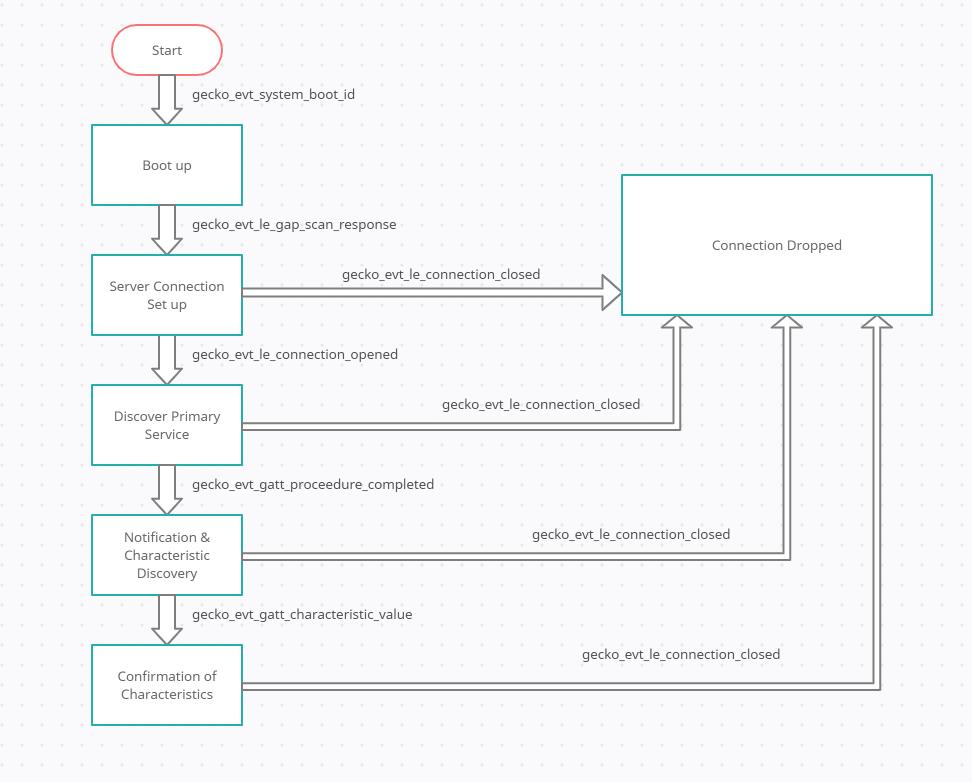 Start
gecko_evt_system_boot_id
Boot up
gecko_evt_le_gap_scan_response
Connection Dropped
Server Connection
Set up
gecko_evt_le_connection_closed
gecko_evt_le_connection_opened
Discover Primary
Service
gecko_evt_le_connection_closed
gecko_evt_gatt_proceedure_completed
Notification &
Characteristic
Discovery
gecko_evt_le_connection_closed
gecko_evt_gatt_characteristic_value
Confirmation of
Characteristics
gecko_evt_le_connection_closed